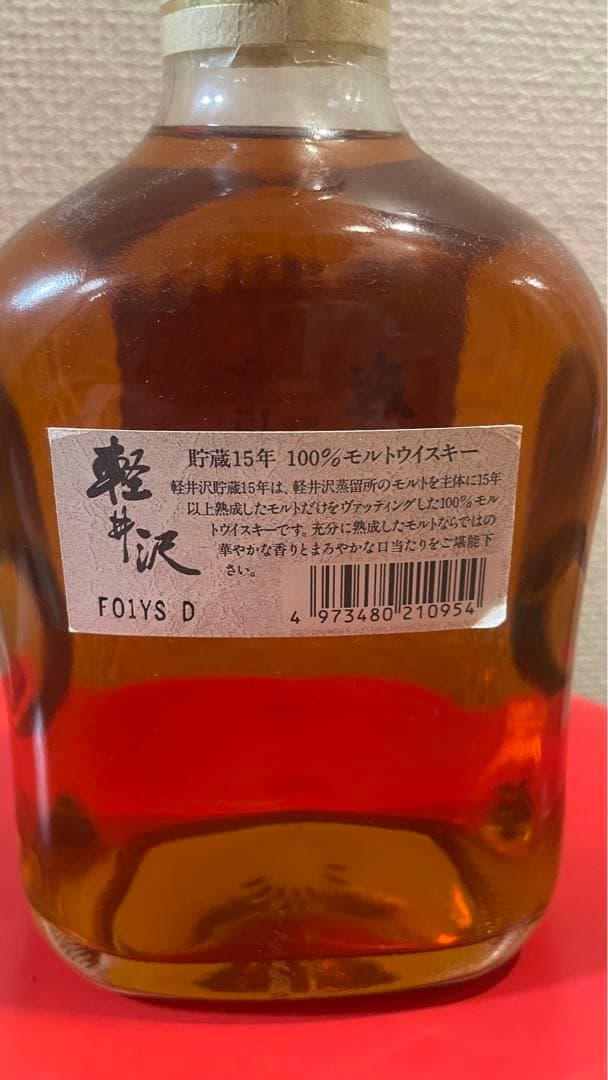 軽井沢
貯蔵15年 100%モルトウイスキー
軽井沢貯蔵15年は、軽井沢蒸留所のモルトを主体に15年
以上熟成したモルトだけをヴァッティングした100%モル
トウイスキーです。充分に熟成したモルトならではの
華やかな香りとまろやかな口当たりをご堪能下
さい。
F01YS D
4 973480 210954